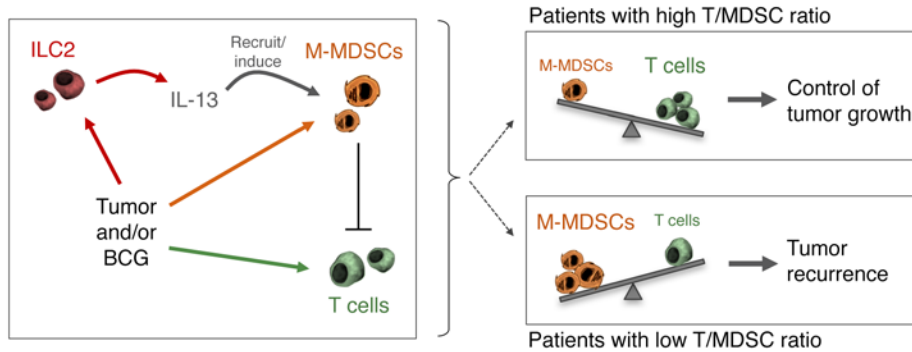 ILC2
IL-13
Recruit/
induce
M-MDSCs
Tumor
and/or
BCG
T cells
Patients with high T/MDSC ratio
M-MDSCs
T cells
Control of
tumor growth
M-MDSCs
T cells
Tumor
recurrence
Patients with low T/MDSC ratio